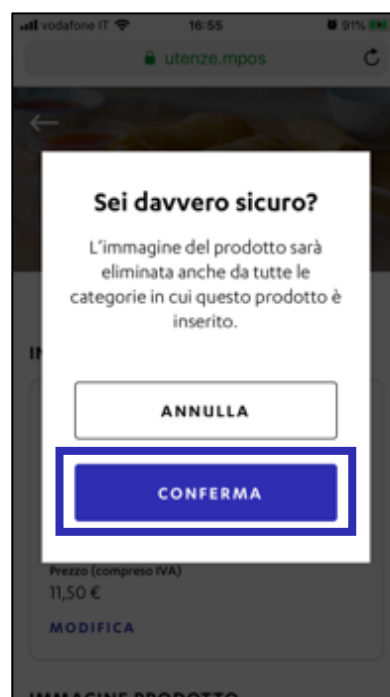 vodafone IT 16:55 91%
utenze.mpos
Sei davvero sicuro?
L'immagine del prodotto sarà
eliminata anche da tutte le
categorie in cui questo prodotto è
inserito.
ANNULLA
CONFERMA
Prezzo (compreso IVA)
11,50 €
MODIFICA
IMMAGINE PRODOTTO